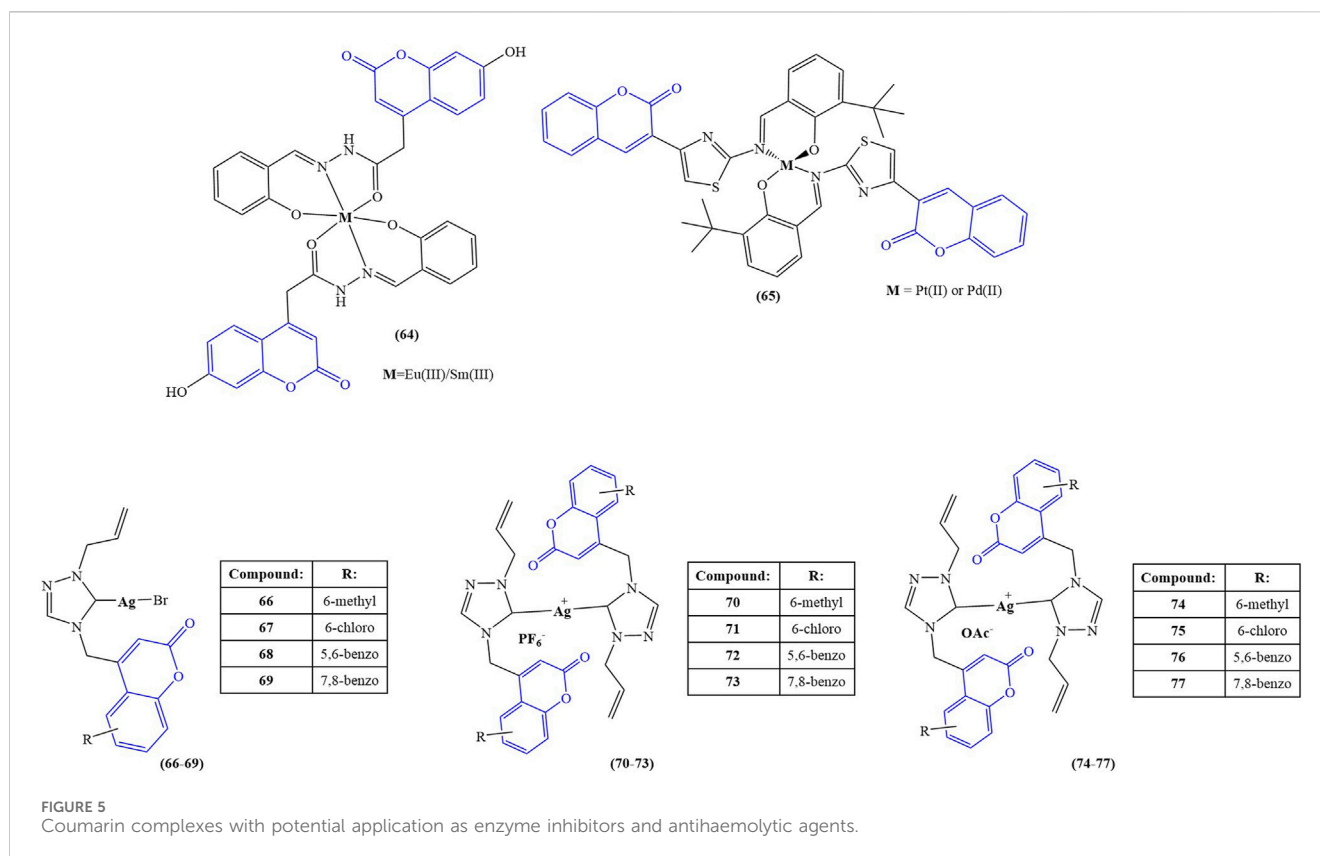 O
O
OH
H
N
N
O
O
M
O
O
N
N
H
HO
O
O
(64)
M=Eu(III)/Sm(III)
O
O
N
S
N
O
M
O
N
S
N
O
O
(65)
M = Pt(II) or Pd(II)
N
N
N
Ag
Br
O
O
R
(66-69)
Compound: R:
66 6-methyl
67 6-chloro
68 5,6-benzo
69 7,8-benzo
R
O
O
N
N
N
Ag
+
PF6-
N
N
N
O
O
R
(70-73)
Compound: R:
70 6-methyl
71 6-chloro
72 5,6-benzo
73 7,8-benzo
R
O
O
N
N
N
Ag
+
OAc-
N
N
N
O
O
R
(74-77)
Compound: R:
74 6-methyl
75 6-chloro
76 5,6-benzo
77 7,8-benzo
FIGURE 5
Coumarin complexes with potential application as enzyme inhibitors and antihaemolytic agents.